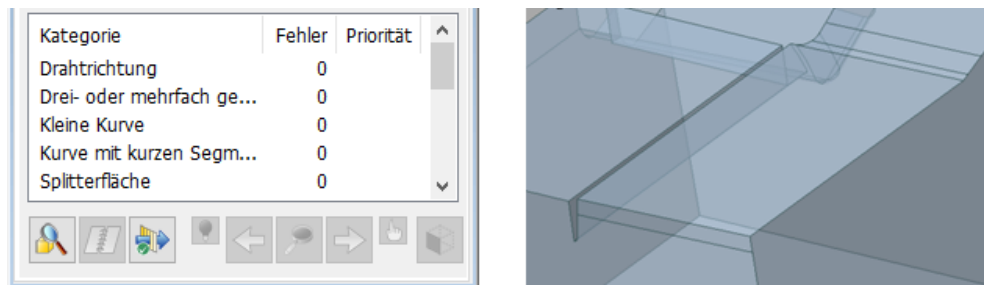 Kategorie Fehler Priorität
Drahtrichtung 0
Drei- oder mehrfach ge... 0
Kleine Kurve 0
Kurve mit kurzen Segm... 0
Splitterfläche 0